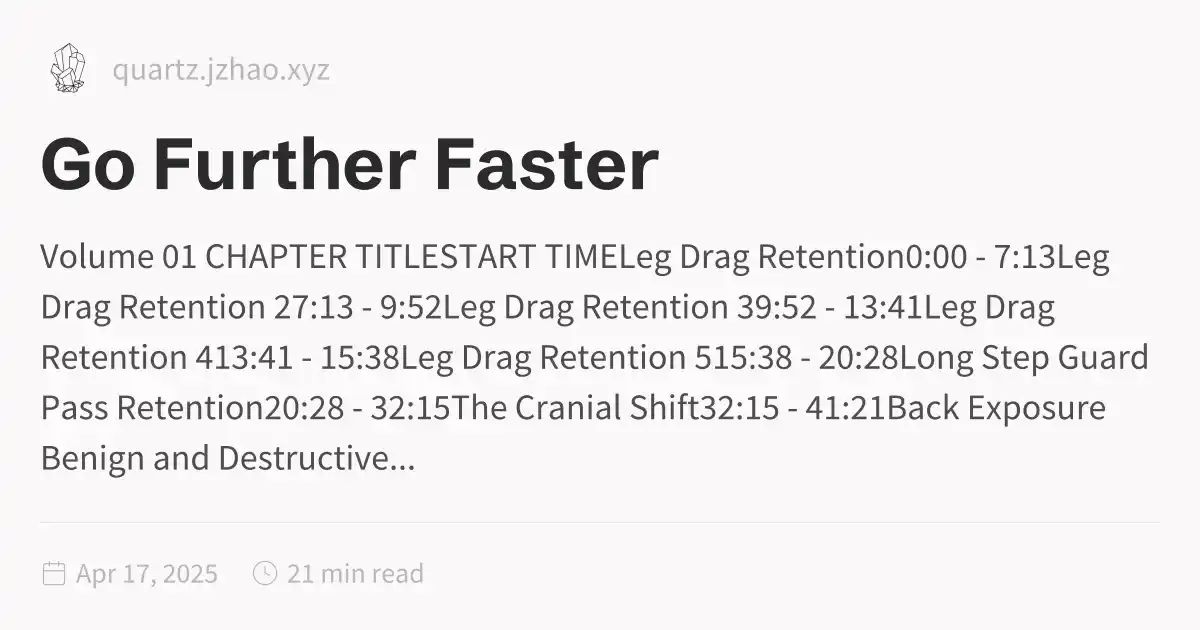 quartz.jzhao.xyz
Go Further Faster
Volume 01 CHAPTER TITLESTART TIMELeg Drag Retention0:00 - 7:13Leg
Drag Retention 27:13 - 9:52Leg Drag Retention 39:52 - 13:41Leg Drag
Retention 413:41 - 15:38Leg Drag Retention 515:38 - 20:28Long Step Guard
Pass Retention20:28 - 32:15The Cranial Shift32:15 - 41:21Back Exposure
Benign and Destructive...
Apr 17, 2025 21 min read